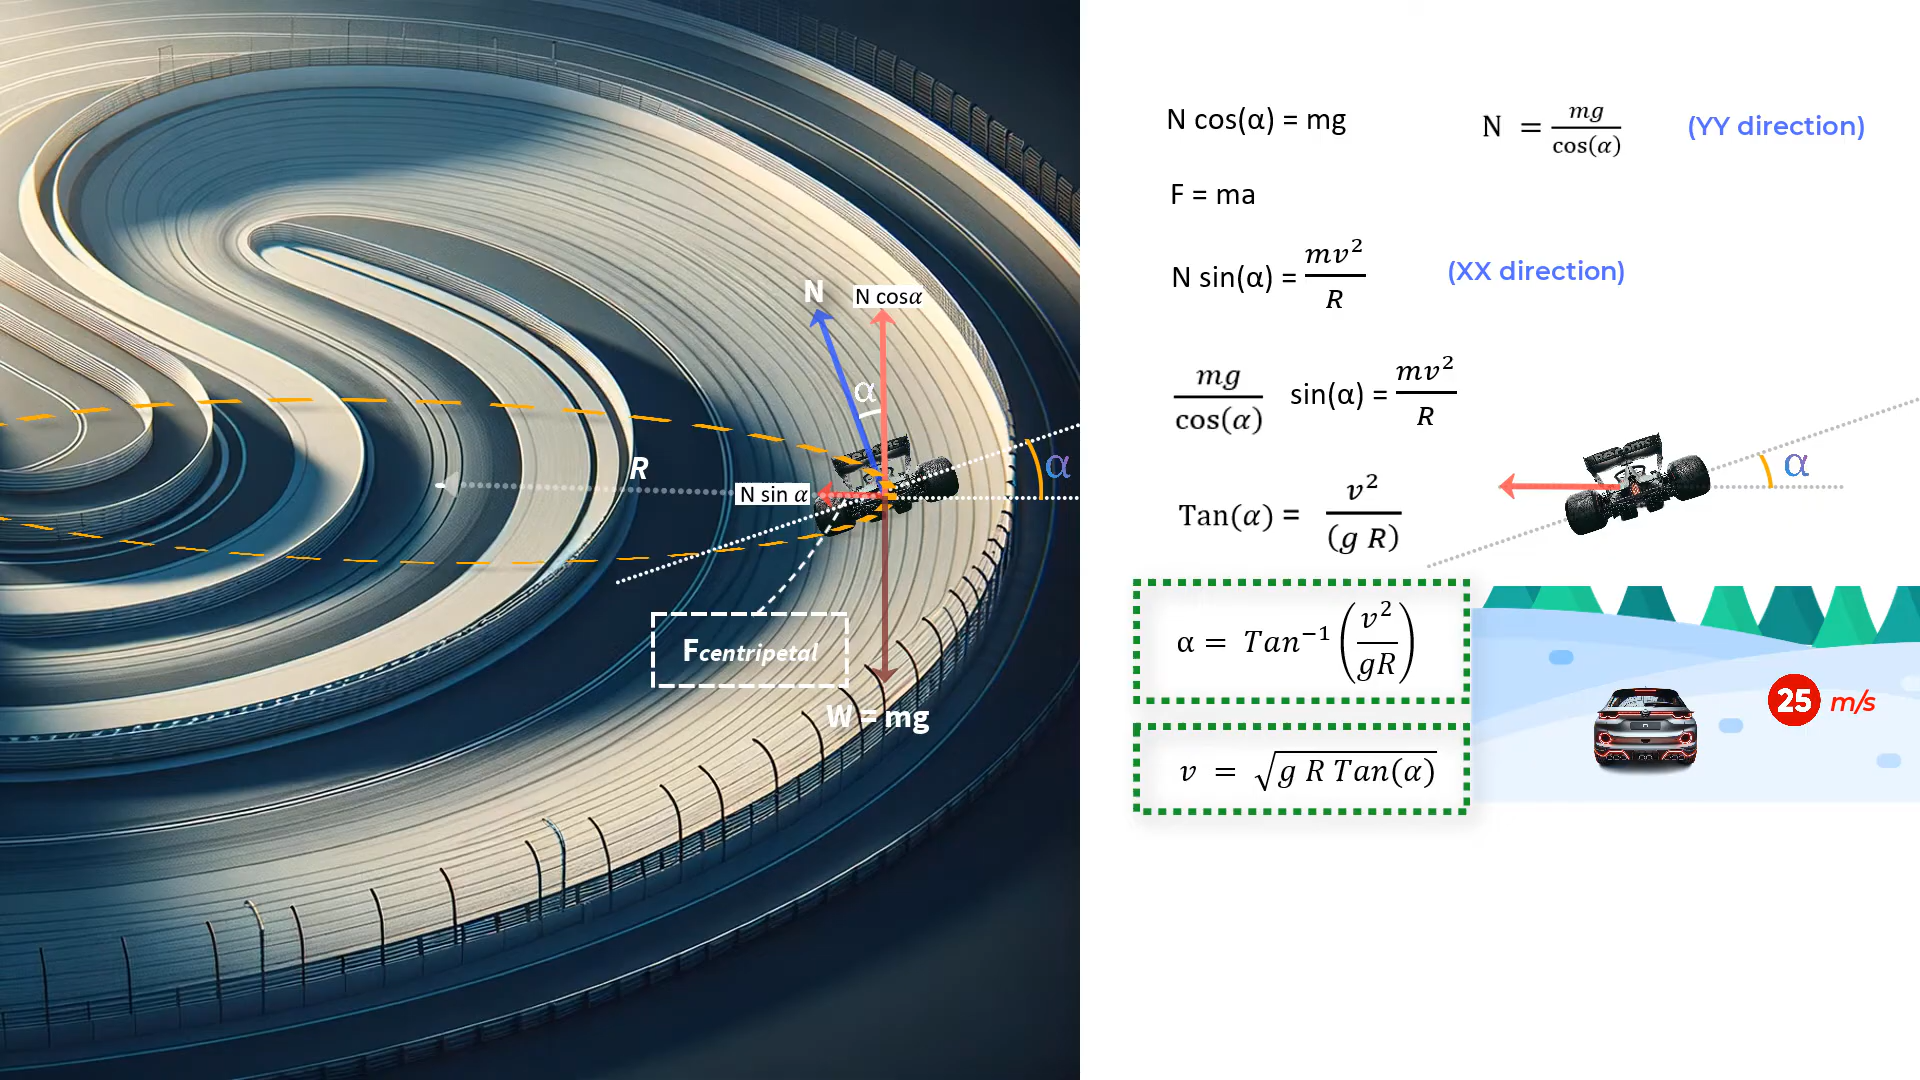 N
N cosα
α
R
N sin α
α
Fcentripetal
W = mg
N cos(α) = mg
N = mg / cos(α)
(YY direction)
F = ma
N sin(α) = mv² / R
(XX direction)
mg / cos(α) sin(α) = mv² / R
Tan(α) = v² / (g R)
α
α = Tan⁻¹ (v² / gR)
25 m/s
v = √g R Tan(α)